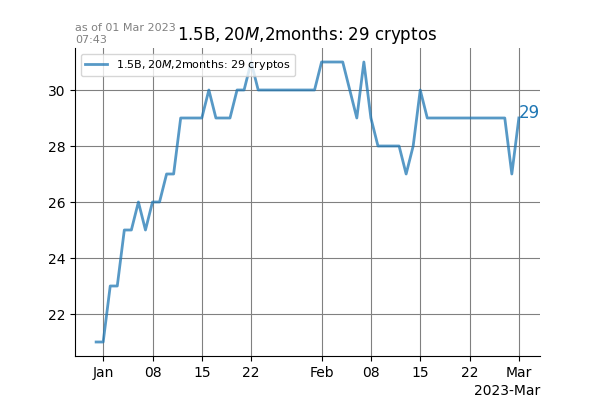 as of 01 Mar 2023
07:43
1.5B, 20M,2months: 29 cryptos
1.5B, 20M,2months: 29 cryptos
30
28
26
24
22
29
Jan
08
15
22
Feb
08
15
22
Mar
2023-Mar